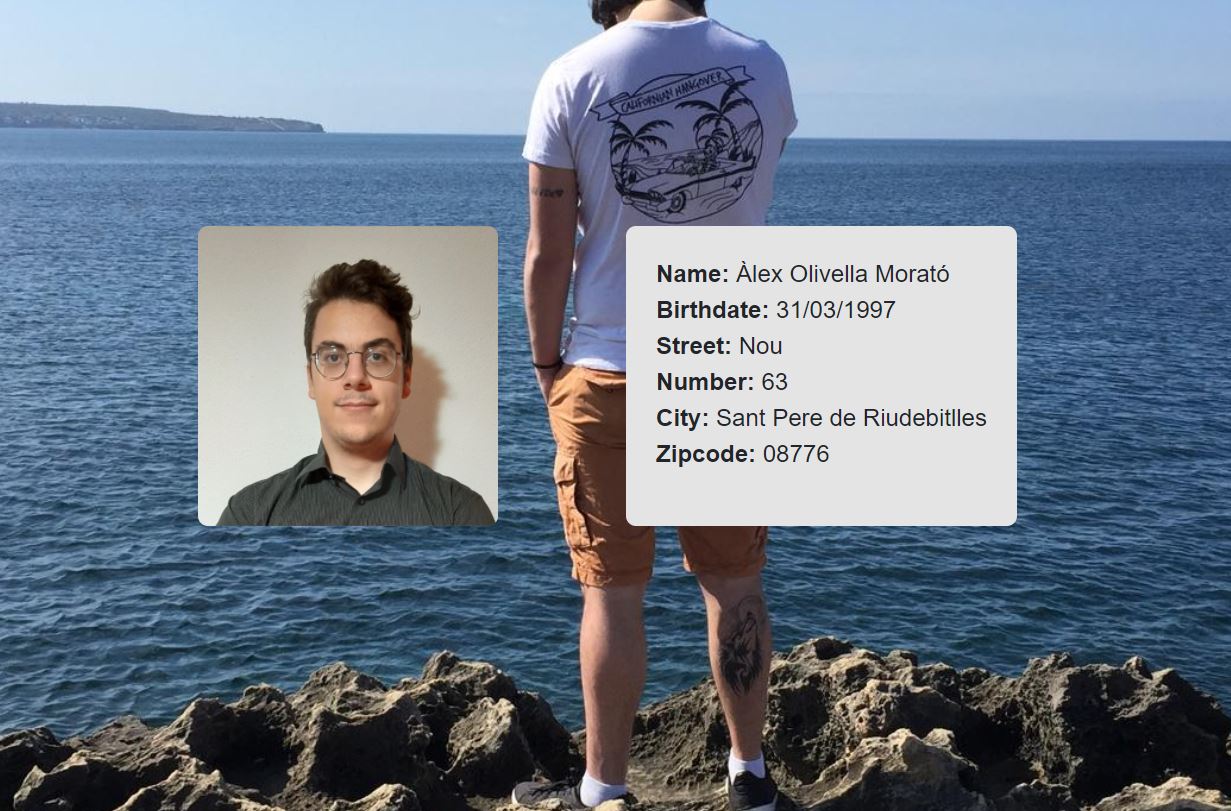 CALIFORNIAN HANGOVER
Name: Àlex Olivella Morató
Birthdate: 31/03/1997
Street: Nou
Number: 63
City: Sant Pere de Riudebitlles
Zipcode: 08776